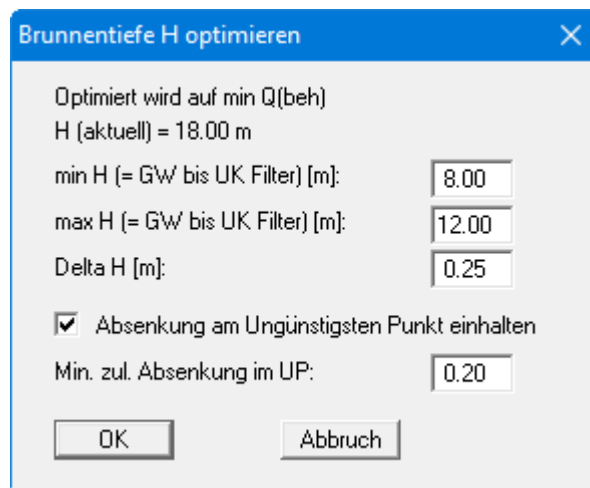 Brunnentiefe H optimieren
Optimiert wird auf min Q(beh)
H (aktuell) = 18.00 m
min H (= GW bis UK Filter) [m]: 8.00
max H (= GW bis UK Filter) [m]: 12.00
Delta H [m]: 0.25
Absenkung am Ungünstigsten Punkt einhalten
Min. zul. Absenkung im UP: 0.20
OK Abbruch